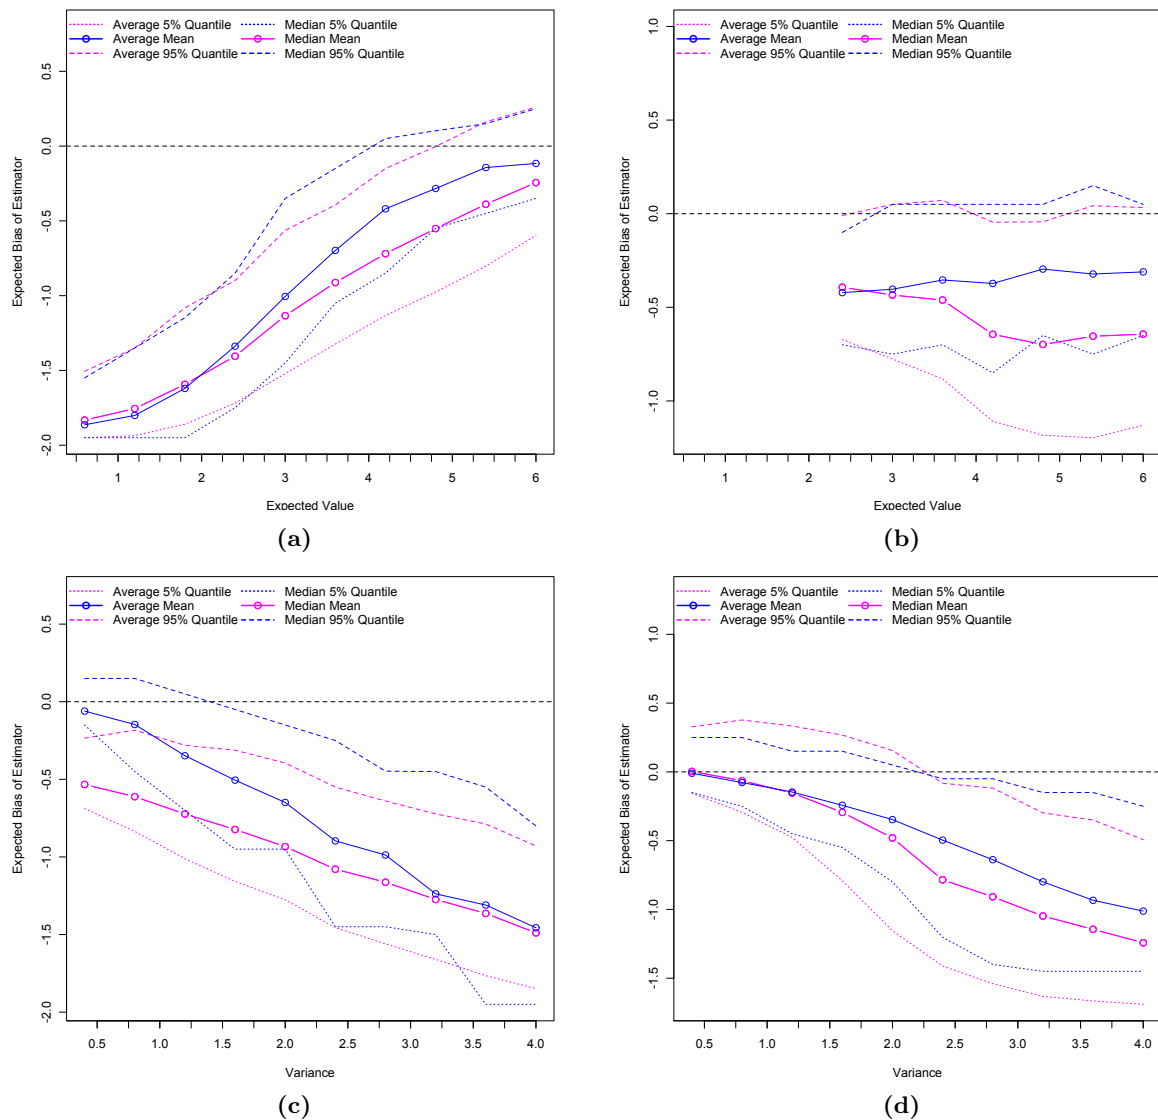 Average 5% Quantile Median 5% Quantile
Average Mean Median Mean
Average 95% Quantile Median 95% Quantile
Expected Bias of Estimator
0.5
0.0
-0.5
-1.0
-1.5
-2.0
1 2 3 4 5 6
Expected Value
(a)
Average 5% Quantile Median 5% Quantile
Average Mean Median Mean
Average 95% Quantile Median 95% Quantile
Expected Bias of Estimator
1.0
0.5
0.0
-0.5
-1.0
1 2 3 4 5 6
Expected Value
(b)
Average 5% Quantile Median 5% Quantile
Average Mean Median Mean
Average 95% Quantile Median 95% Quantile
Expected Bias of Estimator
0.5
0.0
-0.5
-1.0
-1.5
-2.0
0.5 1.0 1.5 2.0 2.5 3.0 3.5 4.0
Variance
(c)
Average 5% Quantile Median 5% Quantile
Average Mean Median Mean
Average 95% Quantile Median 95% Quantile
Expected Bias of Estimator
1.0
0.5
0.0
-0.5
-1.0
-1.5
0.5 1.0 1.5 2.0 2.5 3.0 3.5 4.0
Variance
(d)